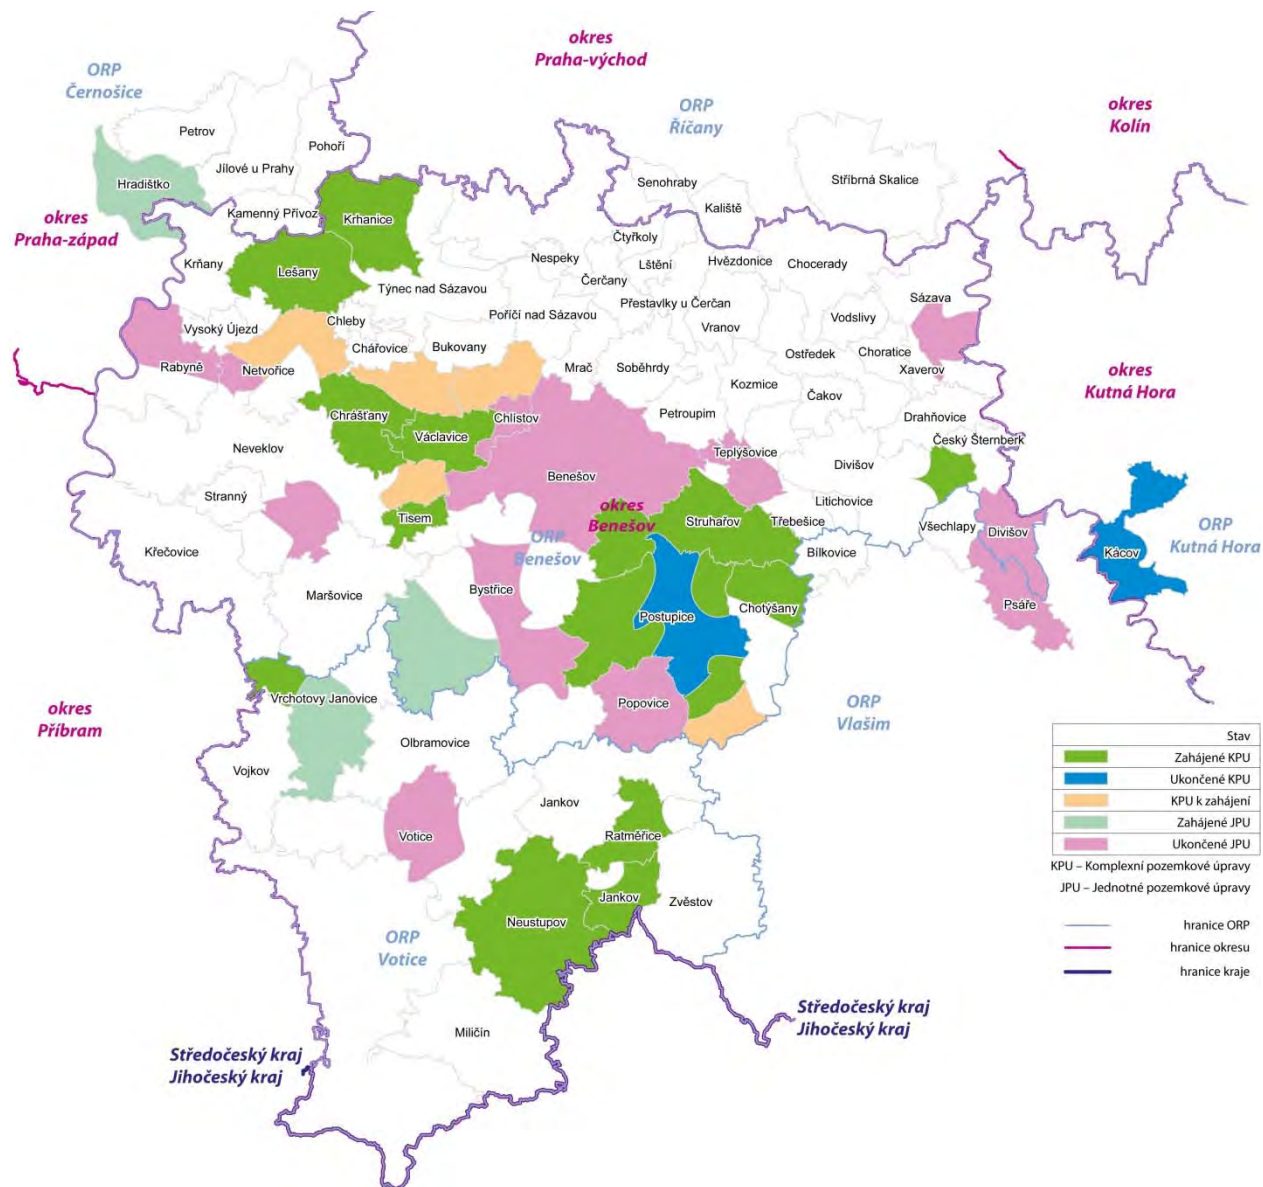 okres
Praha-východ
ORP
Černošice
ORP
Říčany
okres
Kolín
Petrov
Pohoří
Jílové u Prahy
Hradištko
Senohraby
Stříbrná Skalice
Kaliště
Kamenný Přívoz
Krhanice
okres
Praha-západ
Čtyřkoly
Krňany
Lešany
Nespeky
Lštění
Hvězdonice
Chocerady
Čerčany
Týnec nad Sázavou
Sázava
Přestavlky u Čerčan
Poříčí nad Sázavou
Vodslivy
Vysoký Újezd
Chleby
Vranov
Chářovice
Bukovany
Ostředek
Choratice
Rabyně
Netvořice
Mrač
Soběhrdy
Xaverov
Kozmice
Čakov
okres
Kutná Hora
Chrášťany
Chlístov
Petroupim
Drahňovice
Václavice
Český Šternberk
Neveklov
Teplýšovice
Divišov
Benešov
Stranný
Litichovice
okres
Benešov
Tisem
Struhařov
Třebešice
Všechlapy
Divišov
ORP
Kutná Hora
ORP
Benešov
Křečovice
Bílkovice
Kácov
Maršovice
Bystřice
Chotýšany
Psáře
Postupice
Vrchotovy Janovice
Popovice
okres
Příbram
ORP
Vlašim
Olbramovice
Vojkov
Stav
Zahájené KPU
Ukončené KPU
KPU k zahájení
Zahájené JPU
Ukončené JPU
KPU – Komplexní pozemkové úpravy
JPU – Jednotné pozemkové úpravy
hranice ORP
hranice okresu
hranice kraje
Jankov
Votice
Ratměřice
Jankov
Zvěstov
Neustupov
ORP
Votice
Středočeský kraj
Jihočeský kraj
Miličín
Středočeský kraj
Jihočeský kraj